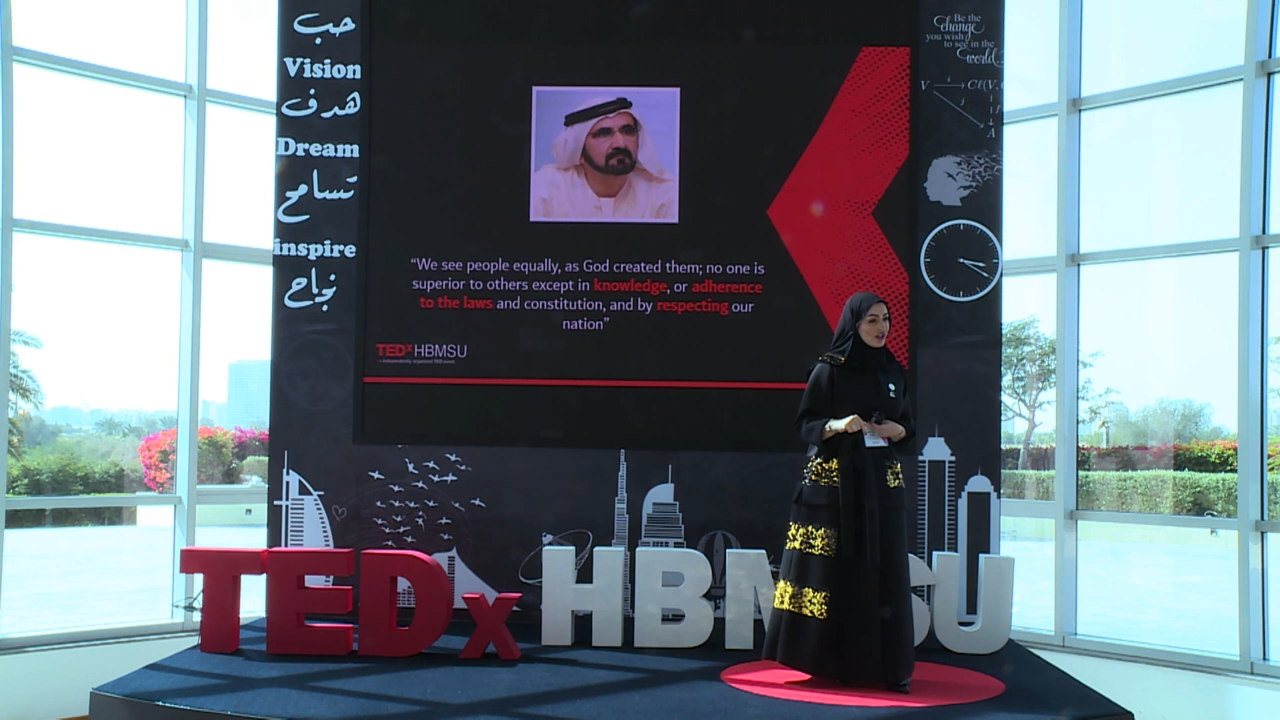 حب
Vision
هدف
Dream
تسامح
inspire
نجاح
“We see people equally, as God created them; no one is
superior to others except in knowledge, or adherence
to the laws and constitution, and by respecting our
nation”
TEDxHBMSU
Be the
change
you wish
to see in the
world.
TEDxHBMSU